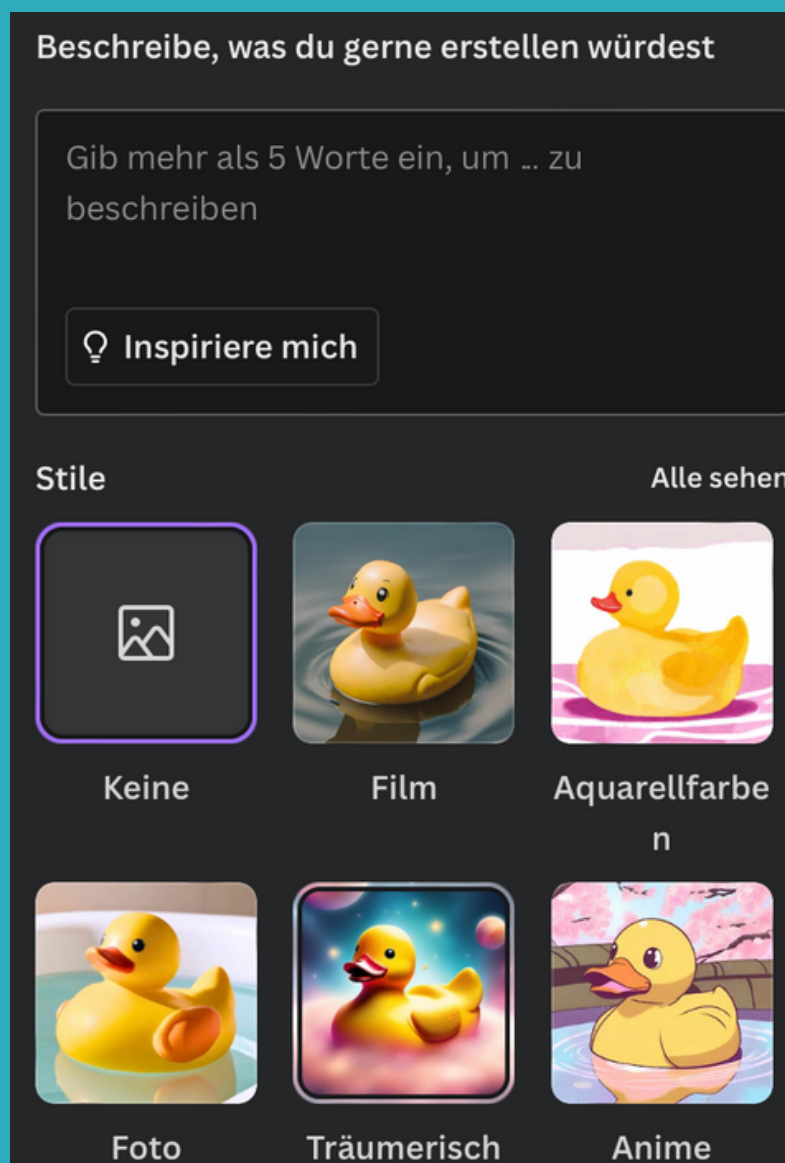 Beschreibe, was du gerne erstellen würdest
Gib mehr als 5 Worte ein, um ... zu
beschreiben
Inspiriere mich
Stile
Alle sehen
Keine
Film
Aquarellfarbe
n
Foto
Träumerisch
Anime